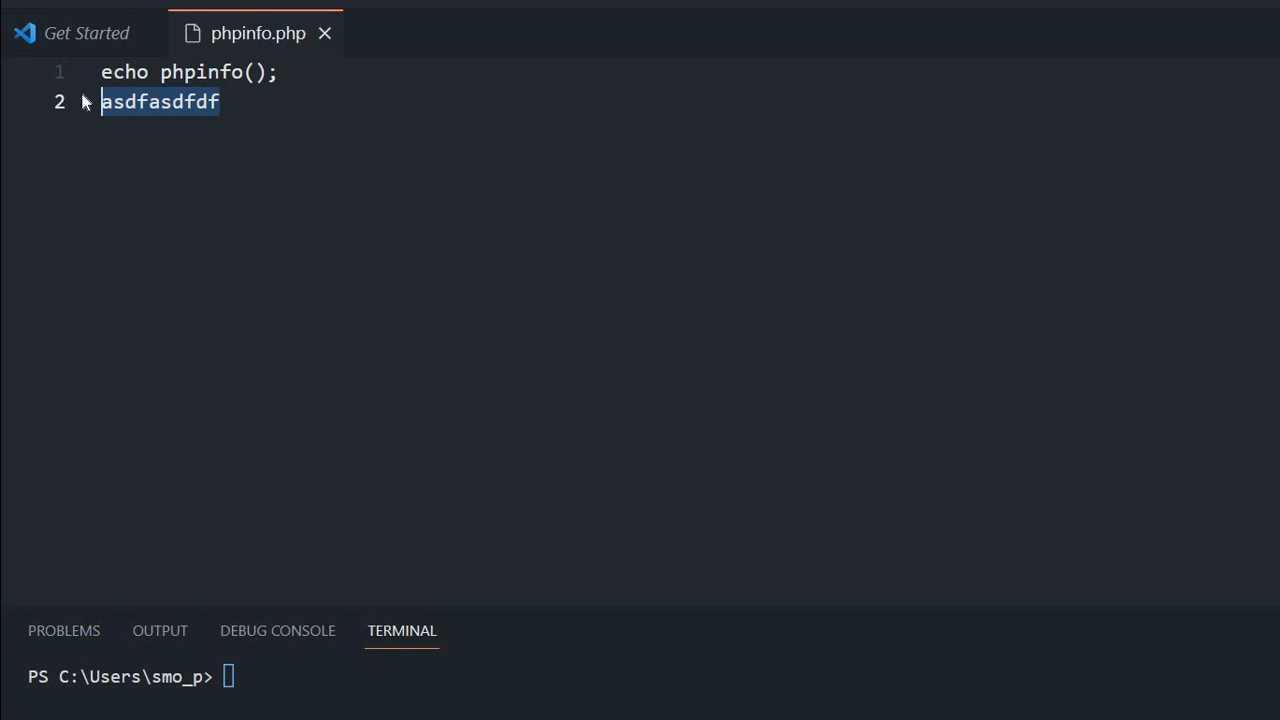 Get Started phpinfo.php
1 echo phpinfo();
2 asdfasdfdf
PROBLEMS OUTPUT DEBUG CONSOLE TERMINAL
PS C:\Users\smo_p>